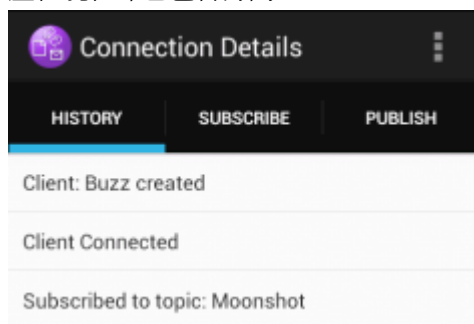 Connection Details
HISTORY SUBSCRIBE PUBLISH
Client: Buzz created
Client Connected
Subscribed to topic: Moonshot